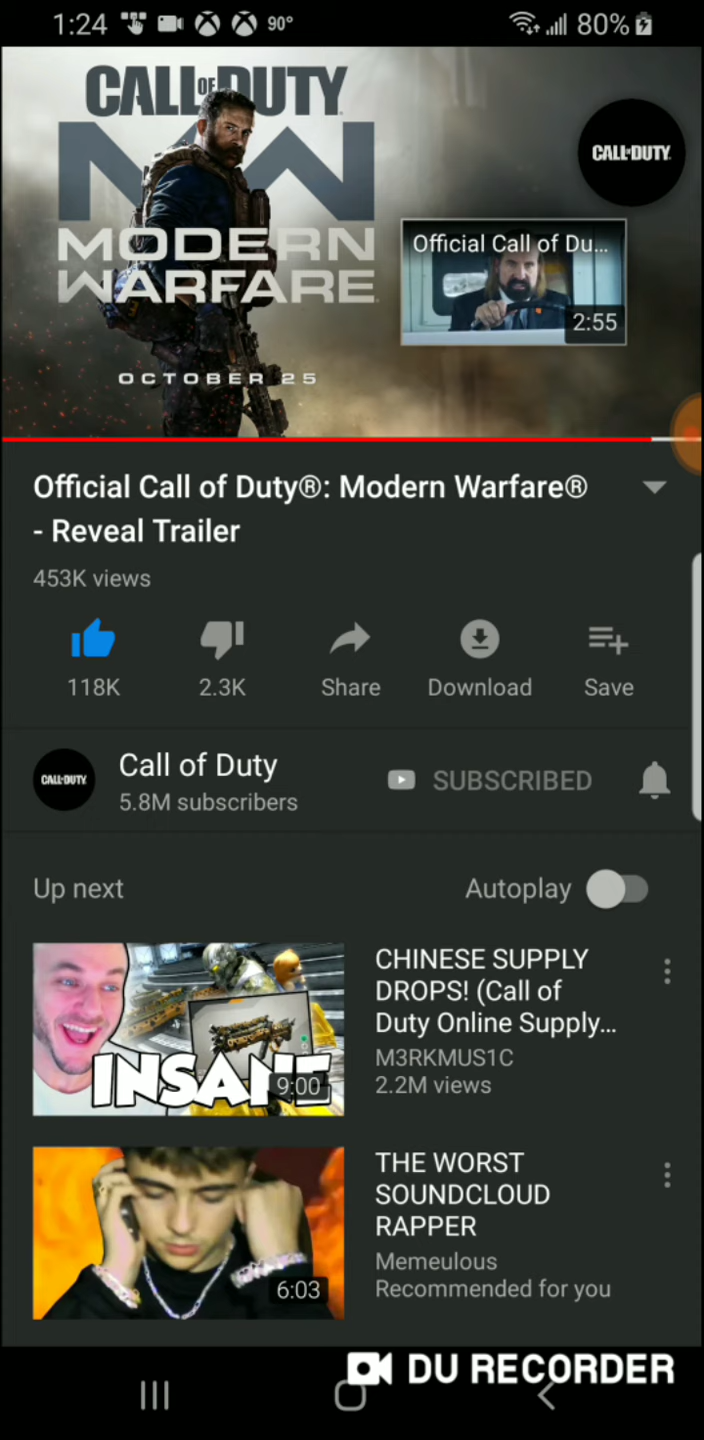 1:24
90°
80%
CALL OF DUTY
MW
MODERN
WARFARE
OCTOBER 25
CALL OF DUTY
Official Call of Du...
2:55
Official Call of Duty®: Modern Warfare®
- Reveal Trailer
453K views
118K
2.3K
Share
Download
Save
CALL OF DUTY
Call of Duty
5.8M subscribers
SUBSCRIBED
Up next
Autoplay
INSANE
9:00
CHINESE SUPPLY
DROPS! (Call of
Duty Online Supply...
M3RKMUS1C
2.2M views
6:03
THE WORST
SOUNDCLOUD
RAPPER
Memeulous
Recommended for you
DU RECORDER